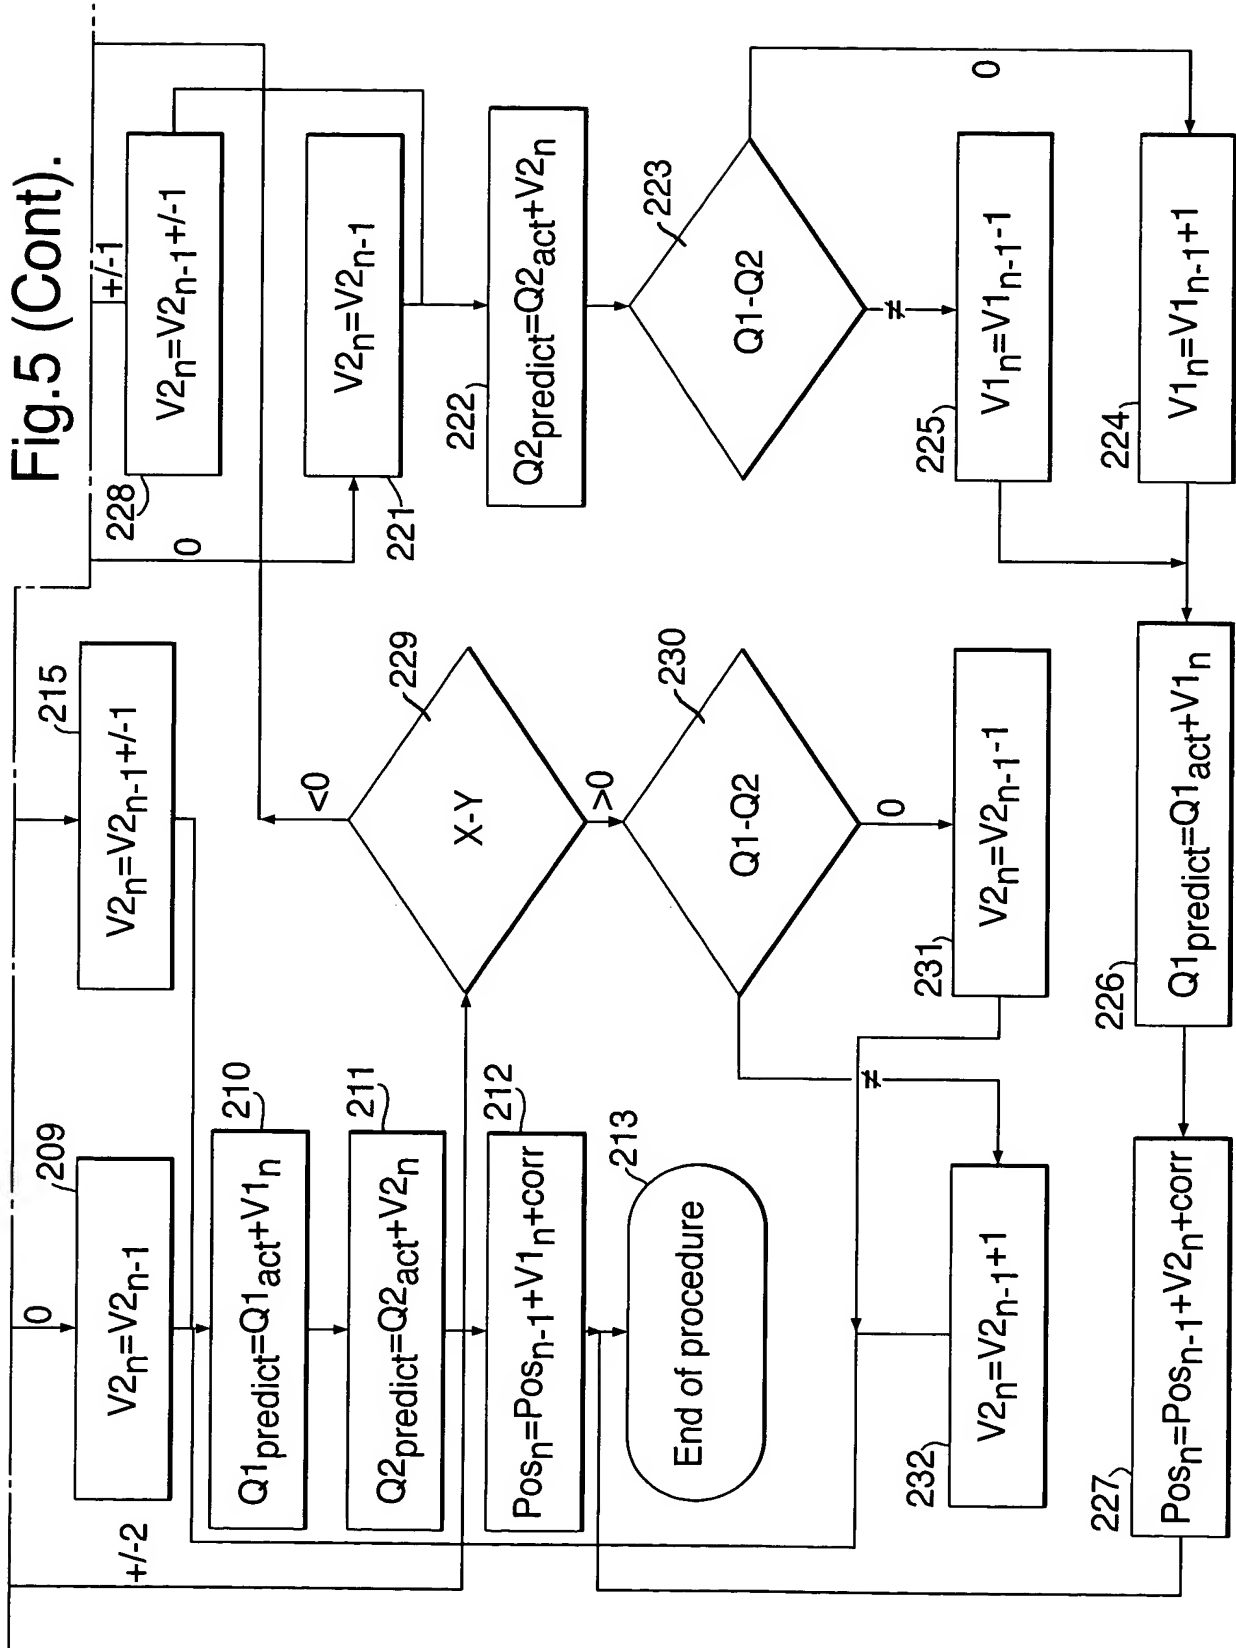 Fig.5 (Cont).
+/-2
0
209
V2n=V2n-1
210
Q1predict=Q1act+V1n
211
Q2predict=Q2act+V2n
212
Posn=Posn-1+V1n+corr
213
End of procedure
215
V2n=V2n-1+/-1
229
X-Y
<0
>0
230
Q1-Q2
0
≠
231
V2n=V2n-1-1
232
V2n=V2n-1+1
+/-1
228
V2n=V2n-1+/-1
0
221
V2n=V2n-1
222
Q2predict=Q2act+V2n
223
Q1-Q2
0
≠
225
V1n=V1n-1-1
224
V1n=V1n-1+1
226
Q1predict=Q1act+V1n
227
Posn=Posn-1+V2n+corr